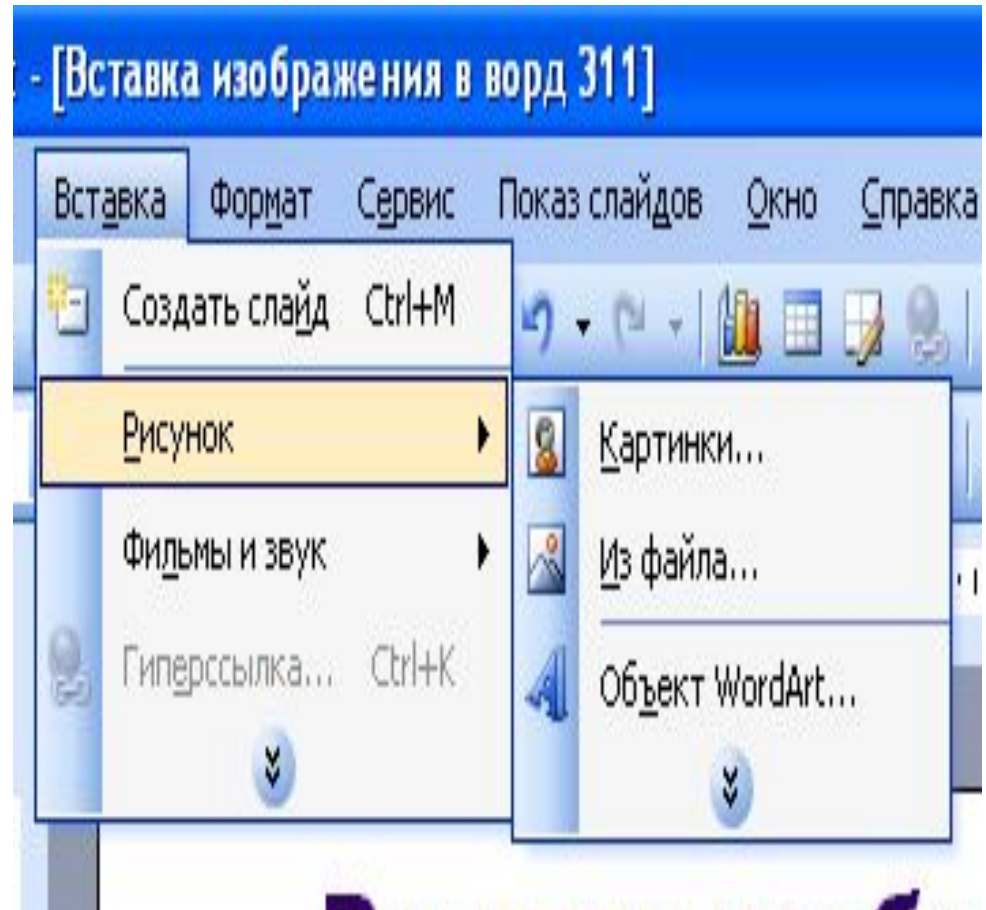 - [Вставка изображения в ворд 311]
Вставка Формат Сервис Показ слайдов Окно Справка
Создать слайд Ctrl+M
Рисунок
Картинки...
Фильмы и звук
Из файла...
Гиперссылка... Ctrl+K
Объект WordArt...